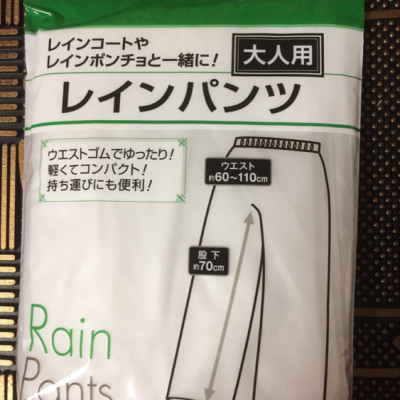 レインコートや
レインポンチョと一緒に!
大人用
レインパンツ
ウエストゴムでゆったり!
軽くてコンパクト!
持ち運びにも便利!
ウエスト
約60〜110cm
股下
約70cm
Rain
Pants